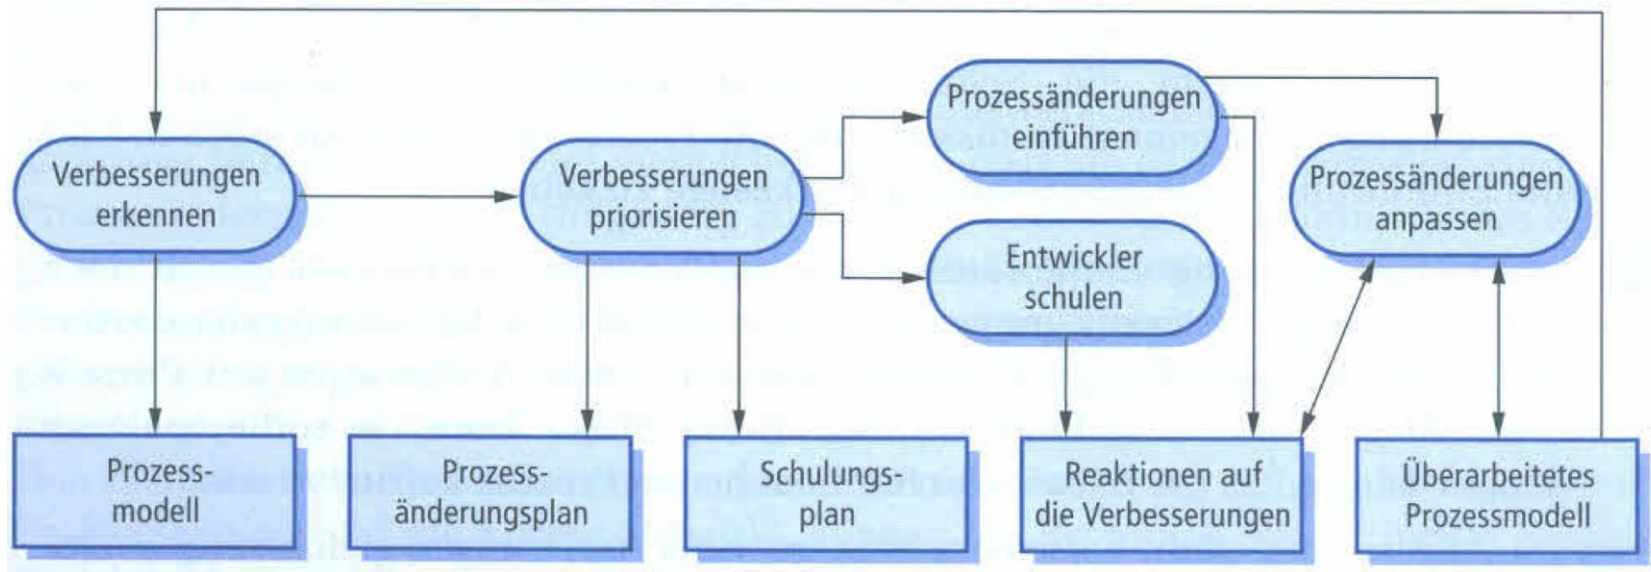 Prozessänderungen
einführen
Verbesserungen
erkennen
Verbesserungen
priorisieren
Prozessänderungen
anpassen
Entwickler
schulen
Prozess-
modell
Prozess-
änderungsplan
Schulungs-
plan
Reaktionen auf
die Verbesserungen
Überarbeitetes
Prozessmodell